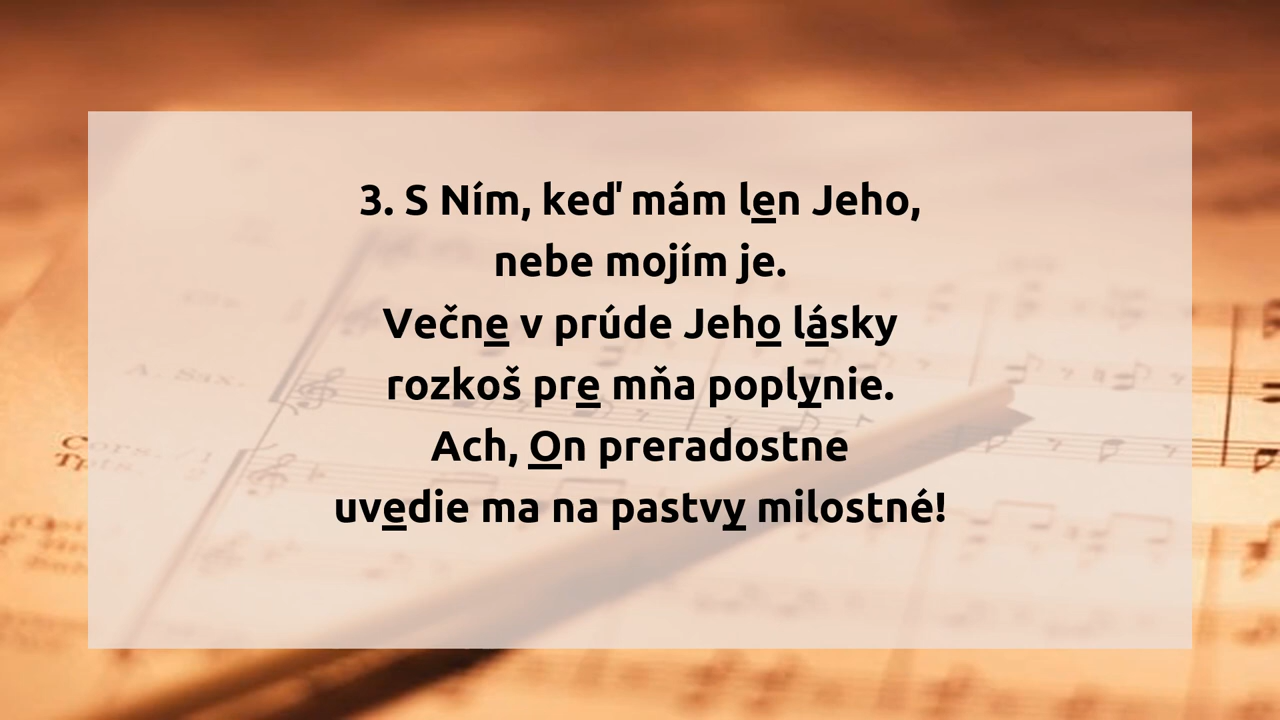 3. S Ním, keď mám len Jeho,
nebe mojím je.
Večne v prúde Jeho lásky
rozkoš pre mňa poplynie.
Ach, On preradostne
uvedie ma na pastvy milostné!
A. Sax.